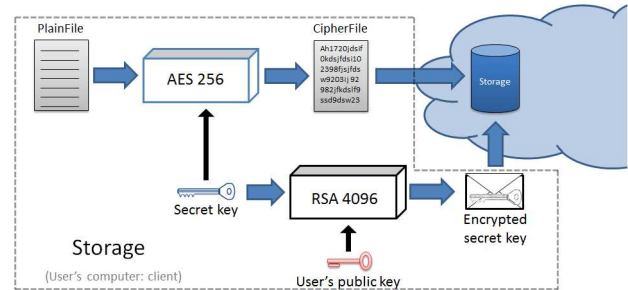 PlainFile
CipherFile
AES 256
Ah1720jdsif
0kdsjfdsi10
2398fjsjfds
w9203ij92
982jfkdslf9
ssd9dsw23
Storage
Secret key
RSA 4096
Encrypted
secret key
User's public key
Storage
(User's computer: client)